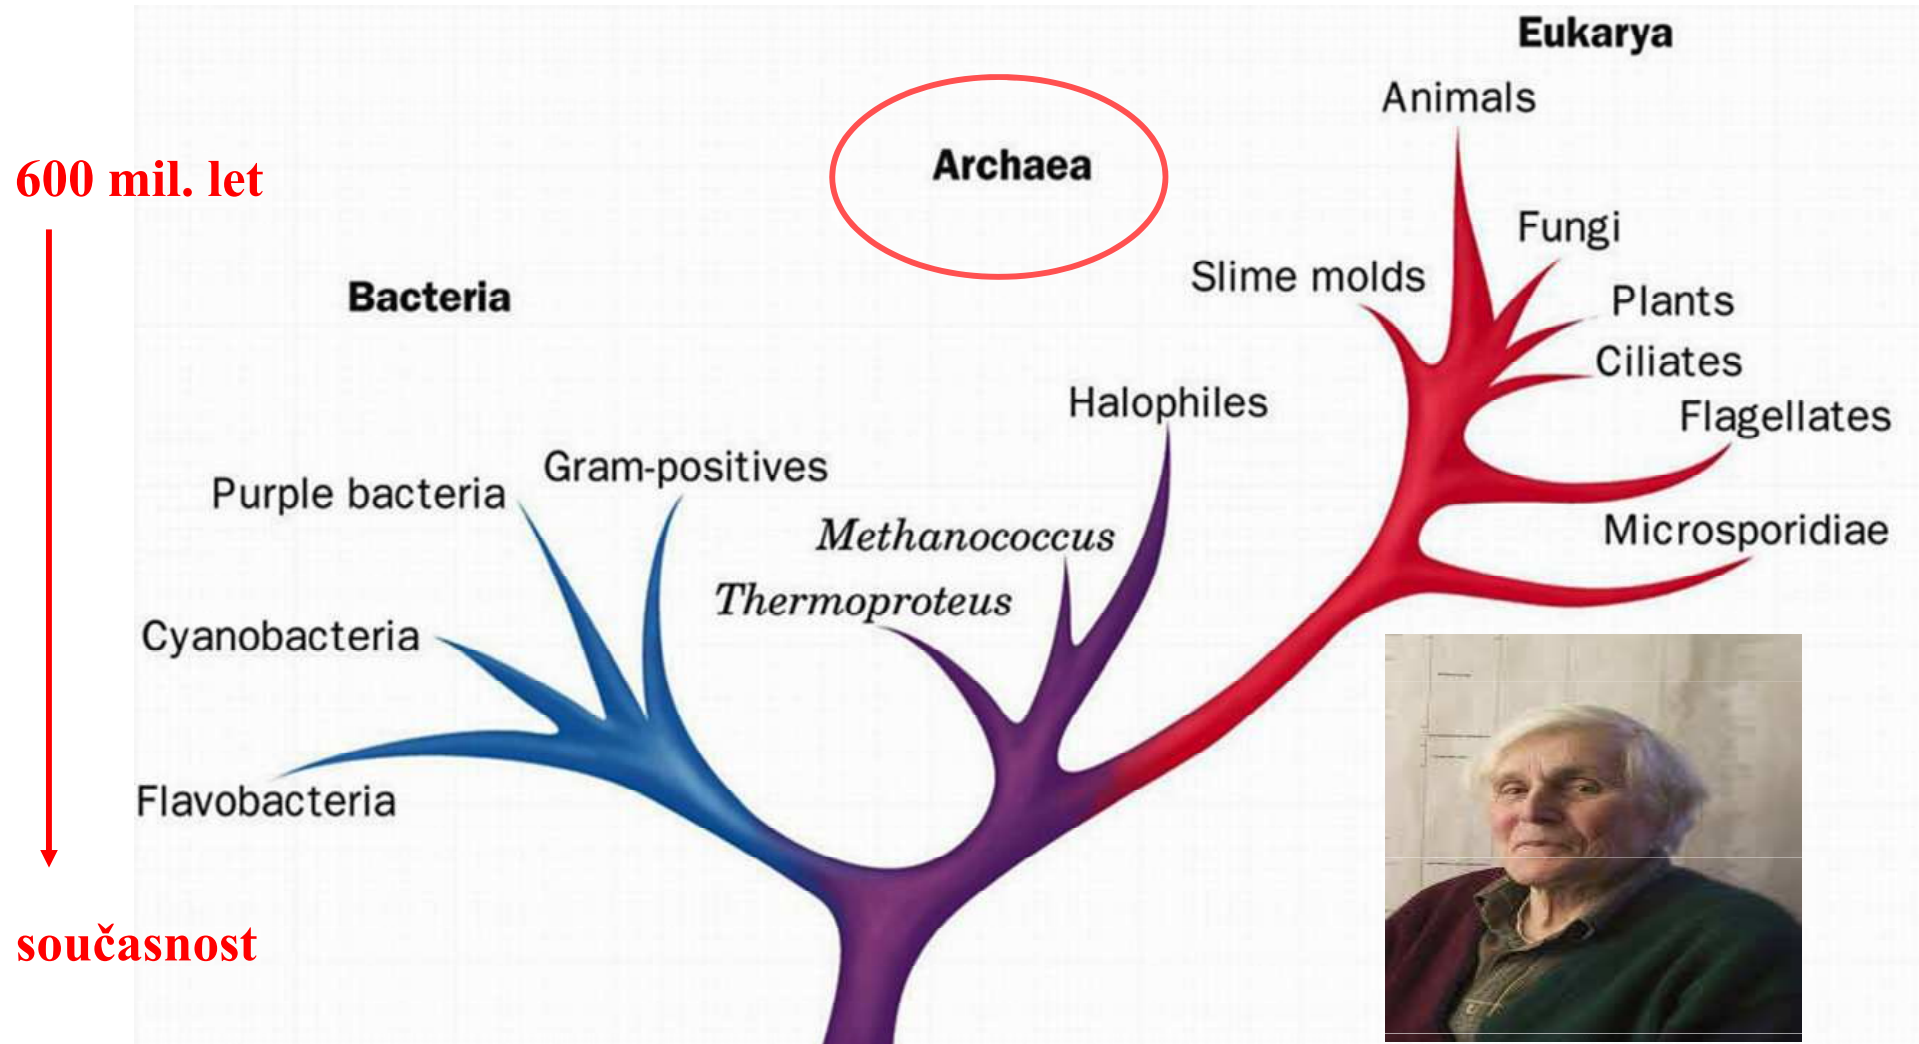 Eukarya
Animals
Archaea
600 mil. let
Fungi
Slime molds
Bacteria
Plants
Ciliates
Halophiles
Flagellates
Gram-positives
Purple bacteria
Methanococcus
Microsporidiae
Thermoproteus
Cyanobacteria
Flavobacteria
současnost